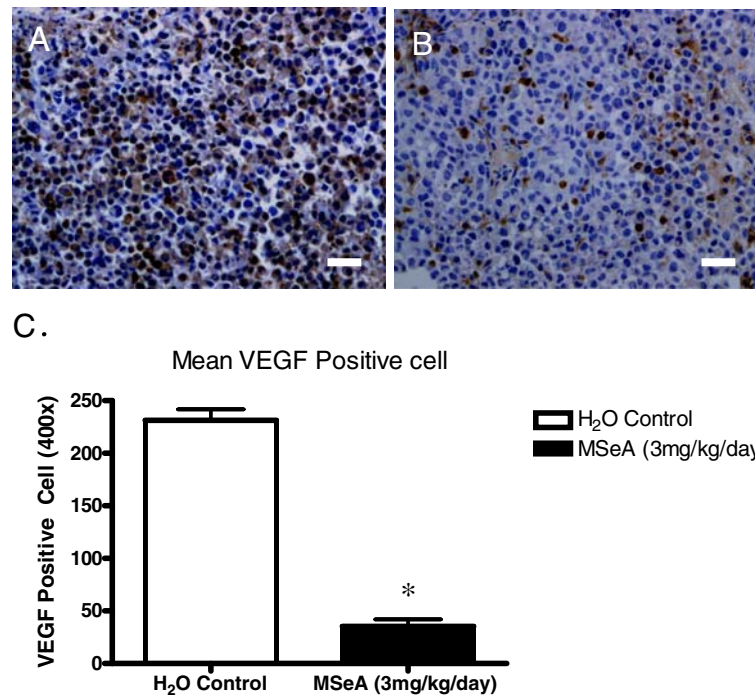 A
B
C.
Mean VEGF Positive cell
VEGF Positive Cell (400x)
250
200
150
100
50
0
*
H₂O Control
MSeA (3mg/kg/day)
H₂O Control
MSeA (3mg/kg/day